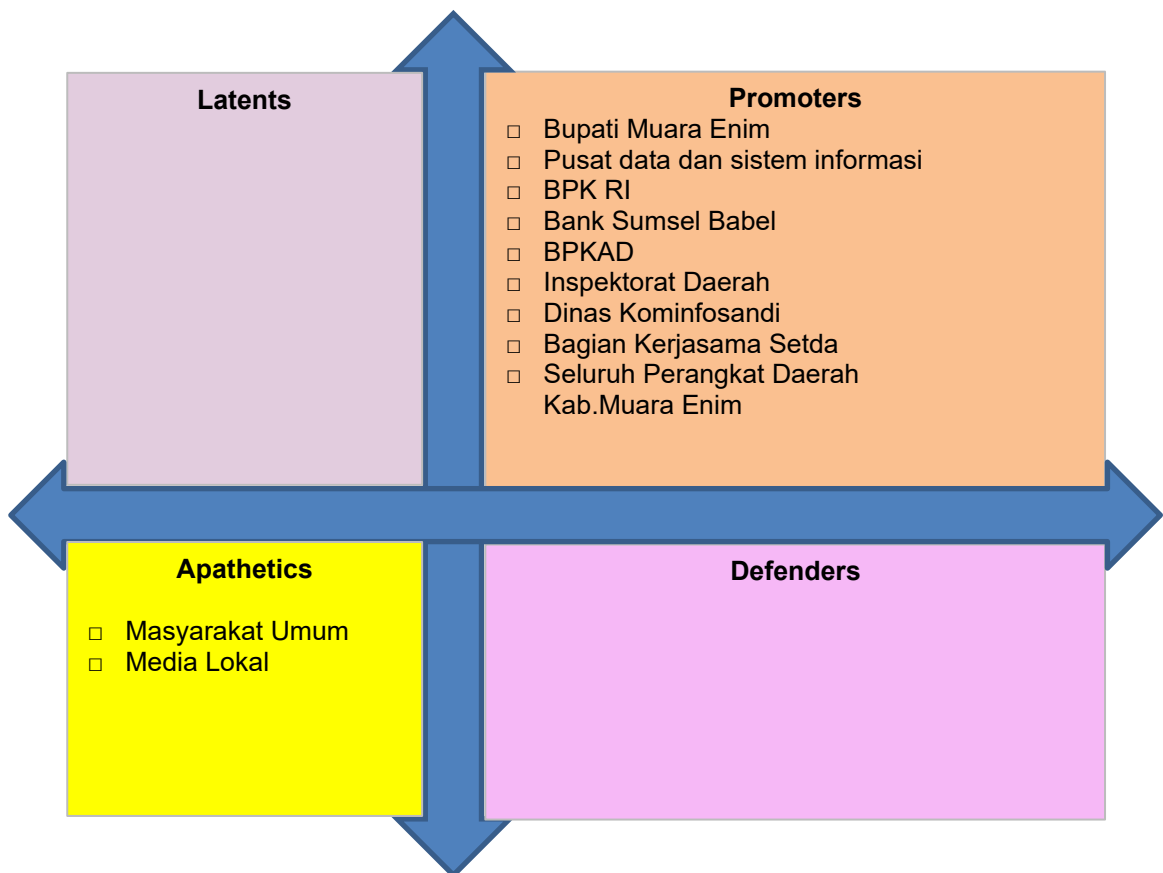 Latents
Promoters
□ Bupati Muara Enim
□ Pusat data dan sistem informasi
□ BPK RI
□ Bank Sumsel Babel
□ BPKAD
□ Inspektorat Daerah
□ Dinas Kominfosandi
□ Bagian Kerjasama Setda
□ Seluruh Perangkat Daerah
Kab.Muara Enim
Apathetics
□ Masyarakat Umum
□ Media Lokal
Defenders